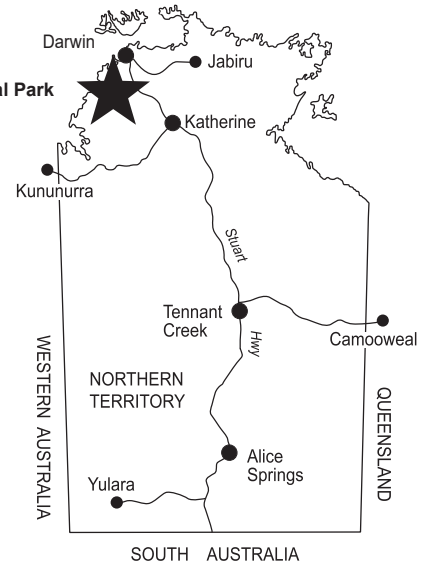 Darwin
Jabiru
al Park
Katherine
Kununurra
Stuart
Tennant
Creek
Hwy
Camooweal
WESTERN AUSTRALIA
NORTHERN
TERRITORY
QUEENSLAND
Alice
Springs
Yulara
SOUTH AUSTRALIA